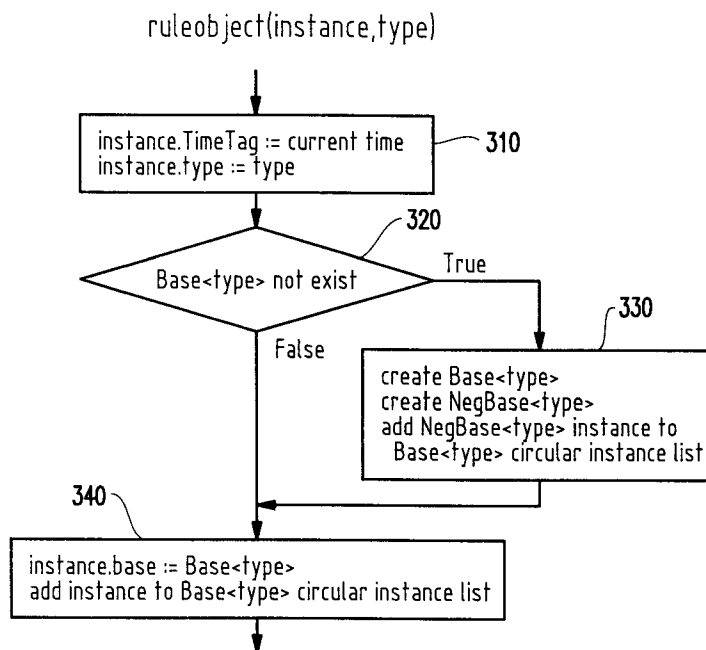 ruleobject(instance,type)
instance.TimeTag := current time
instance.type := type
310
320
Base<type> not exist
True
False
330
create Base<type>
create NegBase<type>
add NegBase<type> instance to
Base<type> circular instance list
340
instance.base := Base<type>
add instance to Base<type> circular instance list